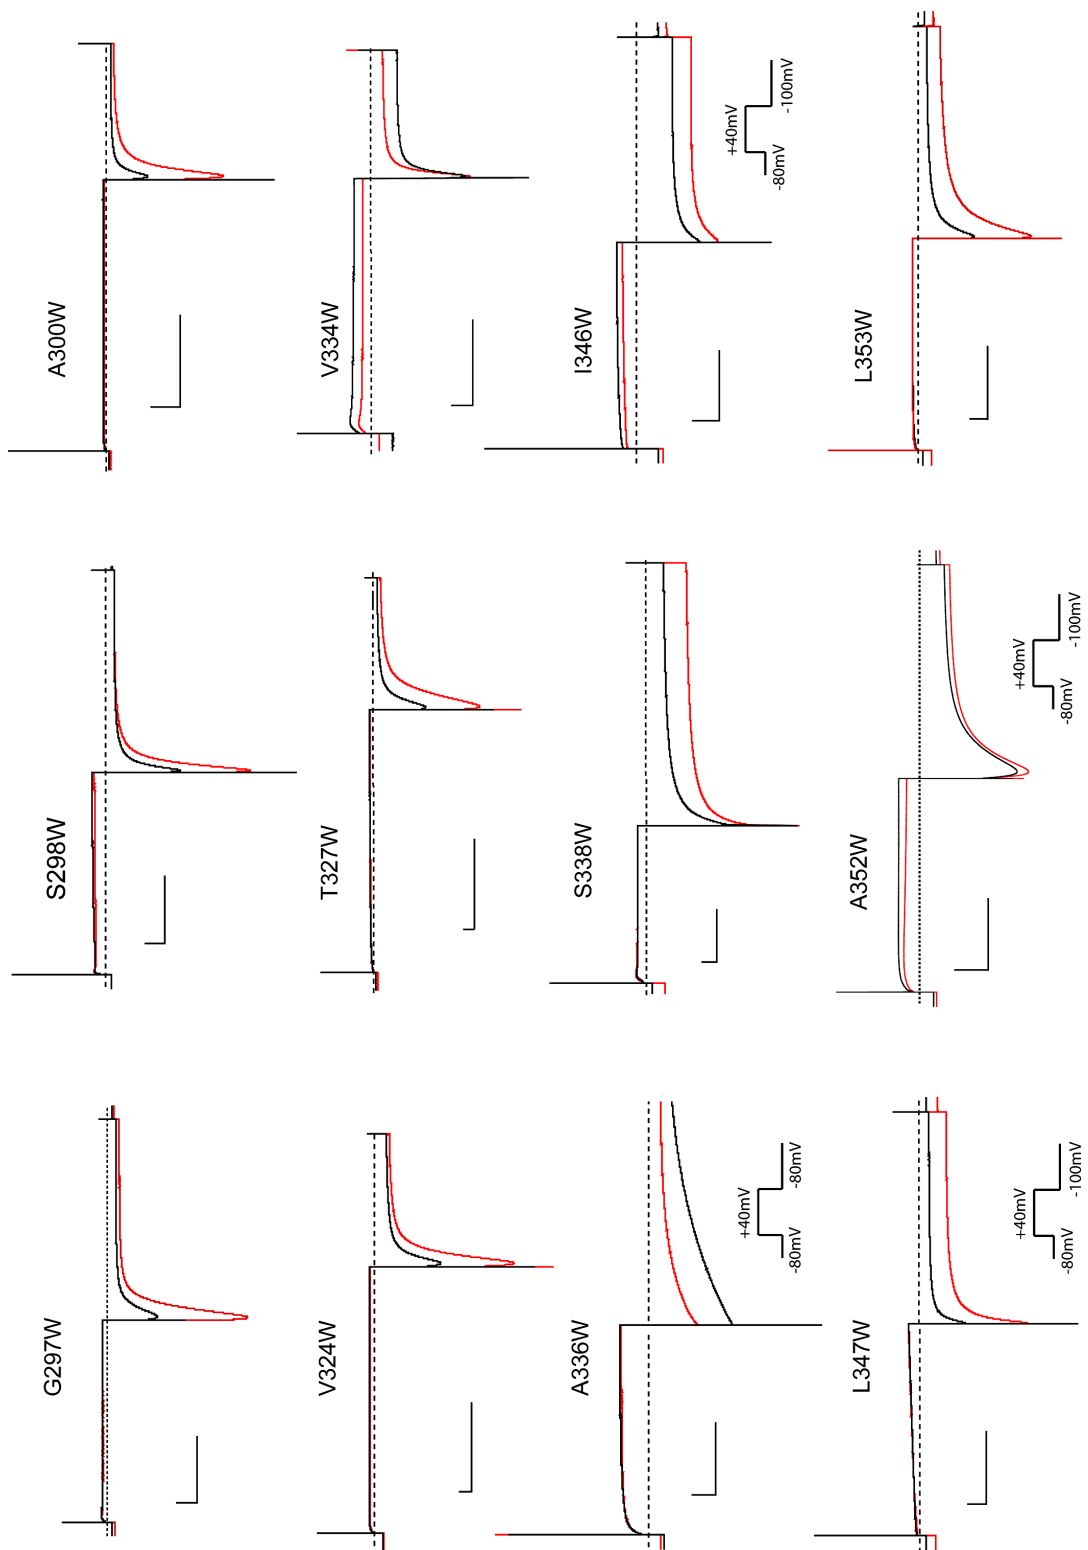 G297W
S298W
A300W
V324W
T327W
V334W
A336W
+40mV
-80mV
-80mV
S338W
I346W
+40mV
-80mV
-100mV
L347W
+40mV
-80mV
-100mV
A352W
+40mV
-80mV
-100mV
L353W